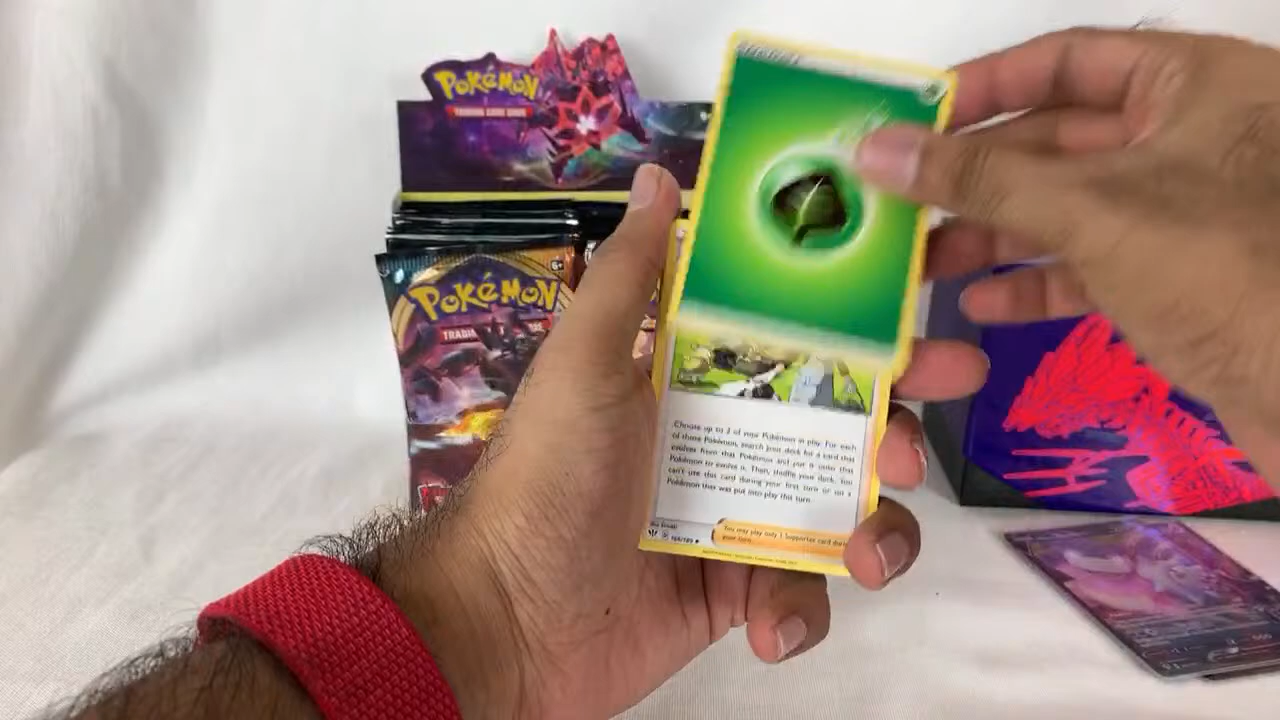 POKéMON
TRADING CARD GAME
6+
POKéMON
TRADIN
Choose up to 2 of your Pokémon in play. For each
of those Pokémon, search your deck for a card that
evolves from that Pokémon and put it onto that
Pokémon to evolve it. Then, shuffle your deck. You
can't use this card during your first turn or on a
Pokémon that was put into play this turn.
You may play only 1 Supporter card during
your turn.